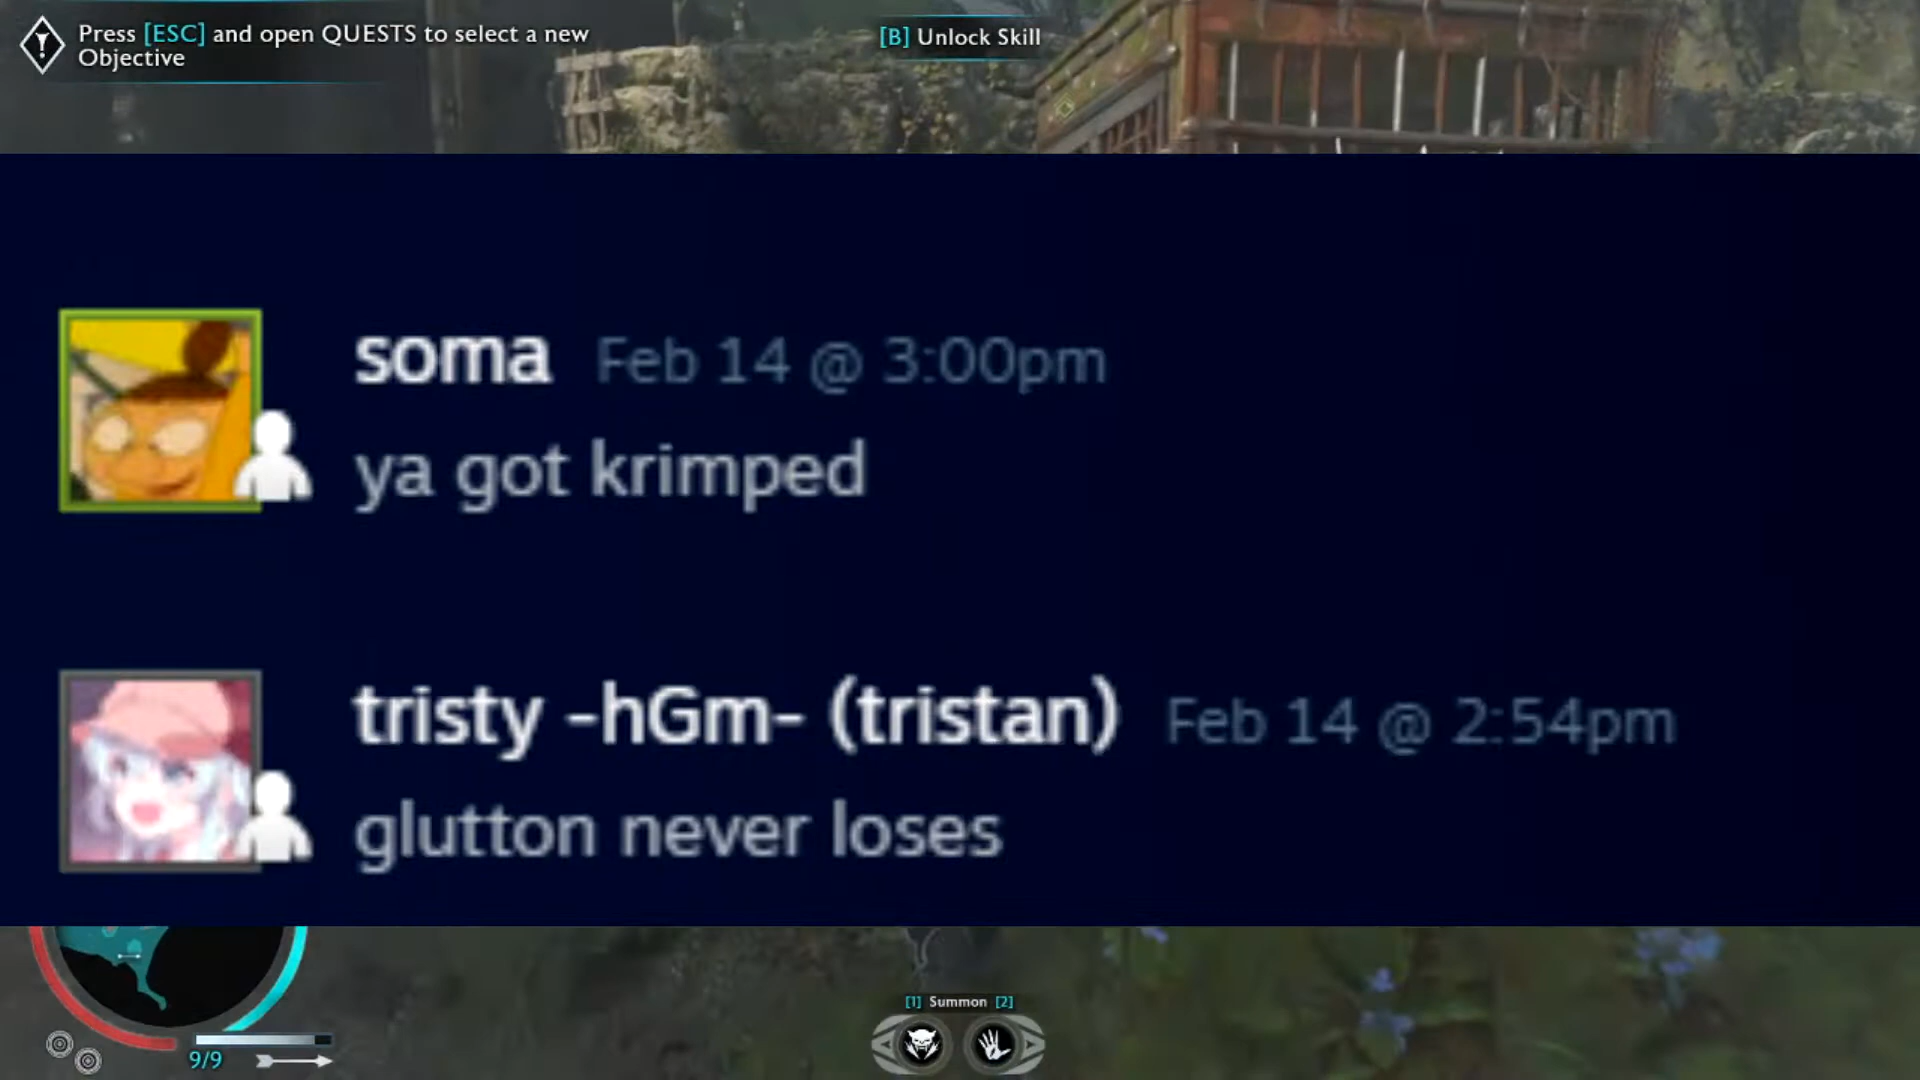 Press [ESC] and open QUESTS to select a new
Objective
[B] Unlock Skill
soma Feb 14 @ 3:00pm
ya got krimped
tristy -hGm- (tristan) Feb 14 @ 2:54pm
glutton never loses
[1] Summon [2]
9/9